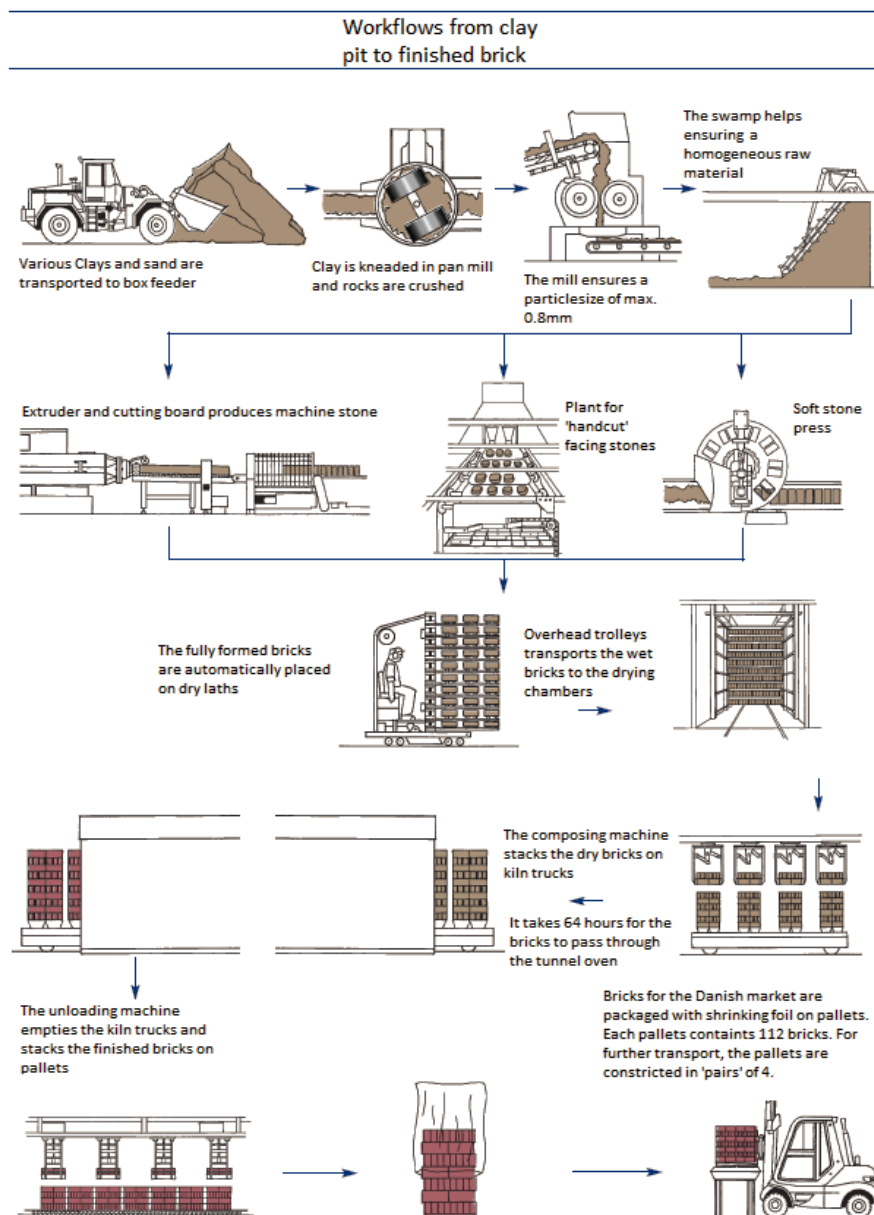 Workflows from clay
pit to finished brick
The swamp helps
ensuring a
homogeneous raw
material
Various Clays and sand are
transported to box feeder
Clay is kneaded in pan mill
and rocks are crushed
The mill ensures a
particlesize of max.
0.8mm
Extruder and cutting board produces machine stone
Plant for
'handcut'
facing stones
Soft stone
press
The fully formed bricks
are automatically placed
on dry laths
Overhead trolleys
transports the wet
bricks to the drying
chambers
The composing machine
stacks the dry bricks on
kiln trucks
It takes 64 hours for the
bricks to pass through
the tunnel oven
The unloading machine
empties the kiln trucks and
stacks the finished bricks on
pallets
Bricks for the Danish market are
packaged with shrinking foil on pallets.
Each pallets containts 112 bricks. For
further transport, the pallets are
constricted in 'pairs' of 4.